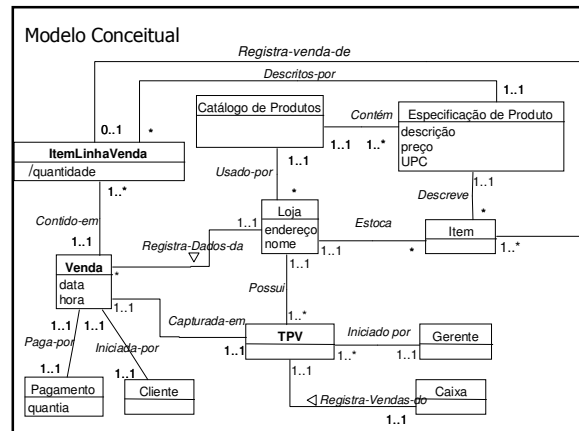 Modelo Conceitual
Registra-venda-de
Descritos-por
1..1
Catálogo de Produtos
Contém
Especificação de Produto
descrição
preço
UPC
0..1
*
1..1
1..*
1..1
ItemLinhaVenda
/quantidade
1..1
Usado-por
Descreve
1..*
*
*
Contido-em
Loja
endereço
nome
Estoca
Item
1..1
1..1
*
1..*
1..1
Registra-Dados-da
Venda
data
hora
*
1..1
Possui
1..1
Capturada-em
1..*
1..1
1..1
TPV
Iniciado por
Gerente
Paga-por
Iniciada-por
1..1
1..*
1..1
1..1
1..1
1..1
Pagamento
quantia
Cliente
Caixa
Registra-Vendas-do
1..1